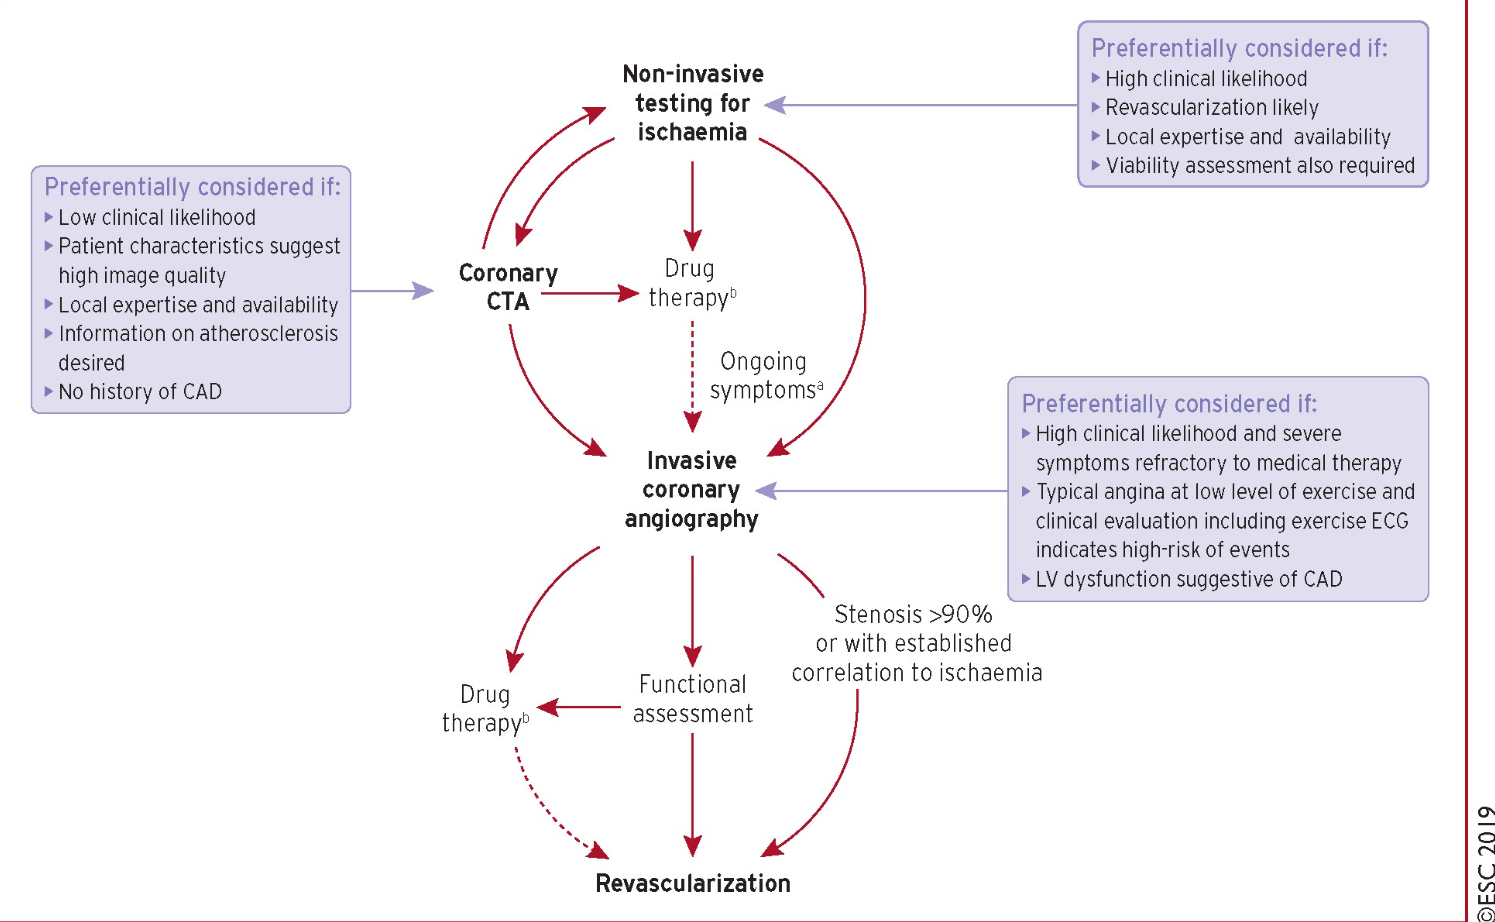 Non-invasive
testing for
ischaemia
Preferentially considered if:
▸ High clinical likelihood
▸ Revascularization likely
▸ Local expertise and availability
▸ Viability assessment also required
Preferentially considered if:
▸ Low clinical likelihood
▸ Patient characteristics suggest
high image quality
▸ Local expertise and availability
▸ Information on atherosclerosis
desired
▸ No history of CAD
Coronary
CTA
Drug
therapyᵇ
Ongoing
symptomsᵃ
Invasive
coronary
angiography
Preferentially considered if:
▸ High clinical likelihood and severe
symptoms refractory to medical therapy
▸ Typical angina at low level of exercise and
clinical evaluation including exercise ECG
indicates high-risk of events
▸ LV dysfunction suggestive of CAD
Stenosis >90%
or with established
correlation to ischaemia
Drug
therapyᵇ
Functional
assessment
Revascularization
©ESC 2019